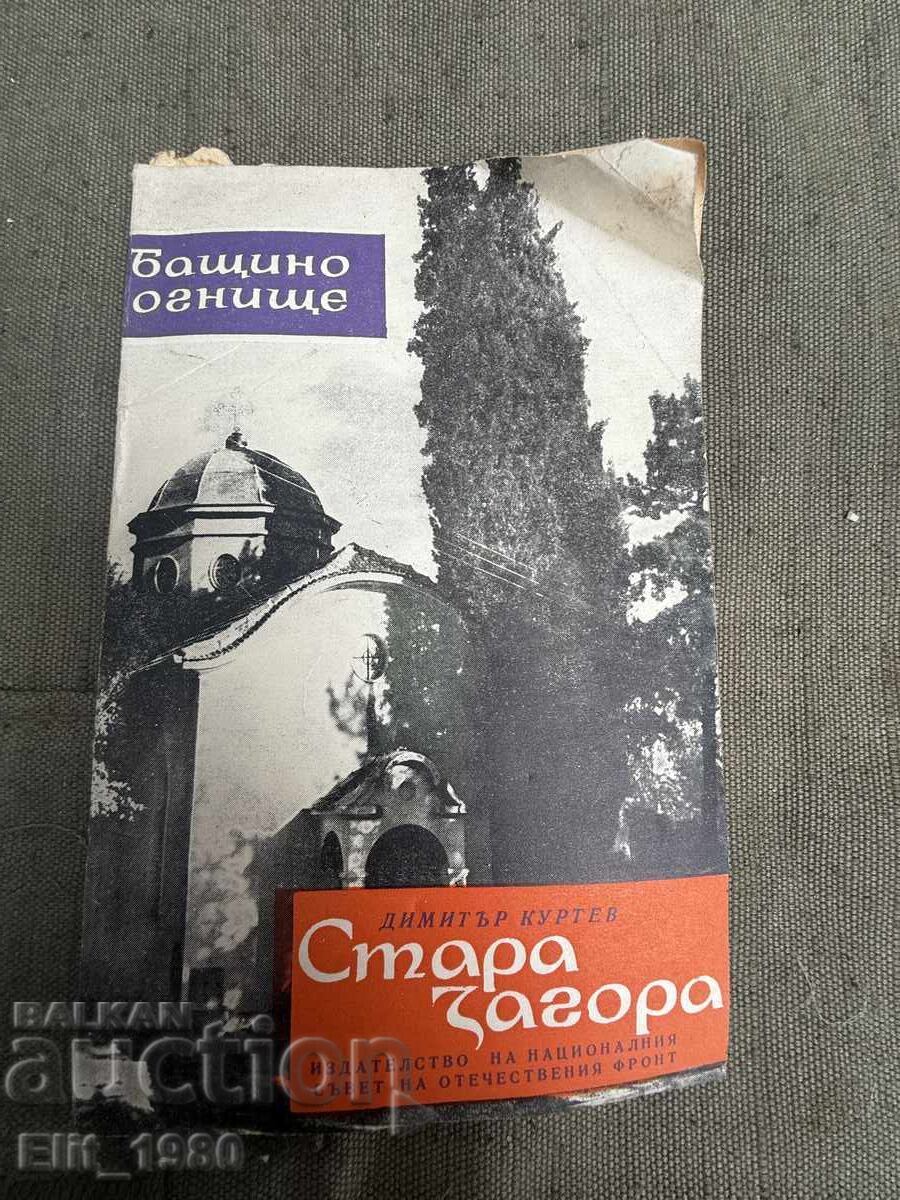 Бащино
огнище
ДИМИТЪР КУРТЕВ
Стара
Загора
ИЗДАТЕЛСТВО НА НАЦИОНАЛНИЯ
СЪВЕТ НА ОТЕЧЕСТВЕНИЯ ФРОНТ
BALKAN
auction
Elit_1980